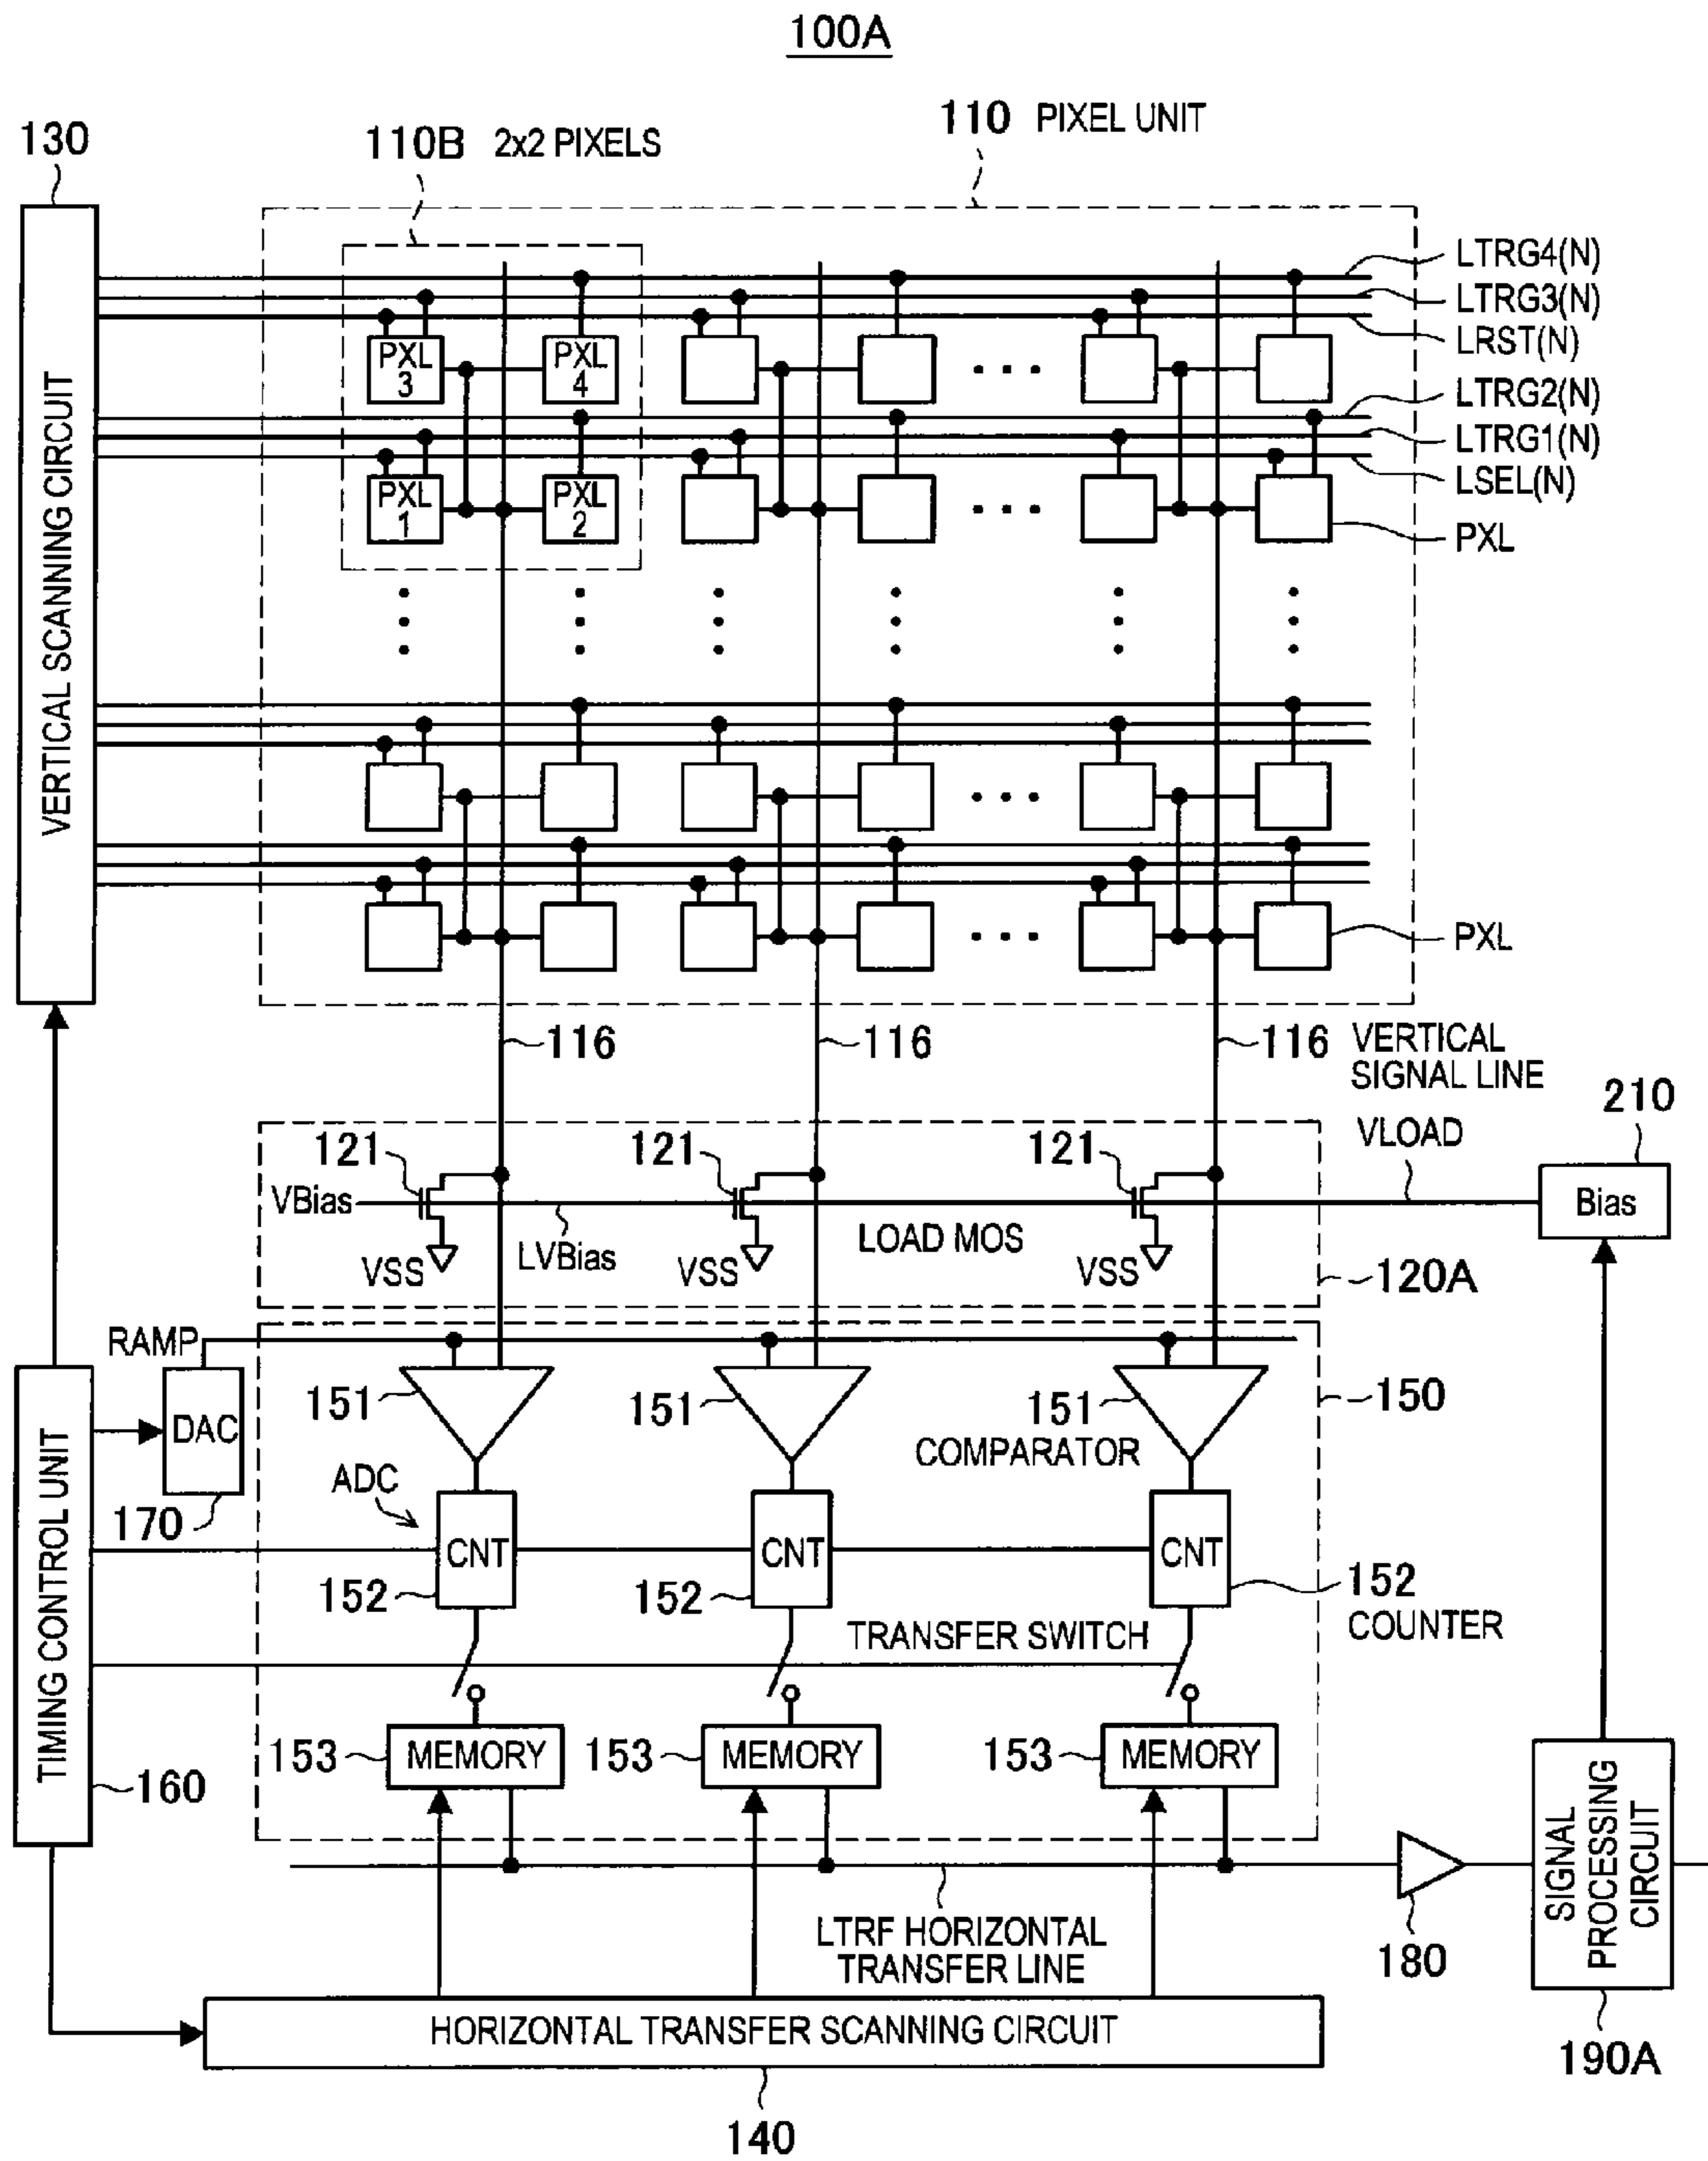 100A
130
110B 2x2 PIXELS
110 PIXEL UNIT
VERTICAL SCANNING CIRCUIT
LTRG4(N)
LTRG3(N)
LRST(N)
PXL
3
PXL
4
LTRG2(N)
LTRG1(N)
LSEL(N)
PXL
1
PXL
2
PXL
PXL
116
116
116 VERTICAL
SIGNAL LINE
210
VLOAD
121
121
121
VBias
Bias
LVBias
LOAD MOS
VSS
VSS
VSS
120A
RAMP
DAC
170
151
151
151
COMPARATOR
150
ADC
CNT
CNT
CNT
152
152
152
COUNTER
TRANSFER SWITCH
TIMING CONTROL UNIT
160
153
MEMORY
153
MEMORY
153
MEMORY
SIGNAL
PROCESSING
CIRCUIT
LTRF HORIZONTAL
TRANSFER LINE
180
190A
HORIZONTAL TRANSFER SCANNING CIRCUIT
140